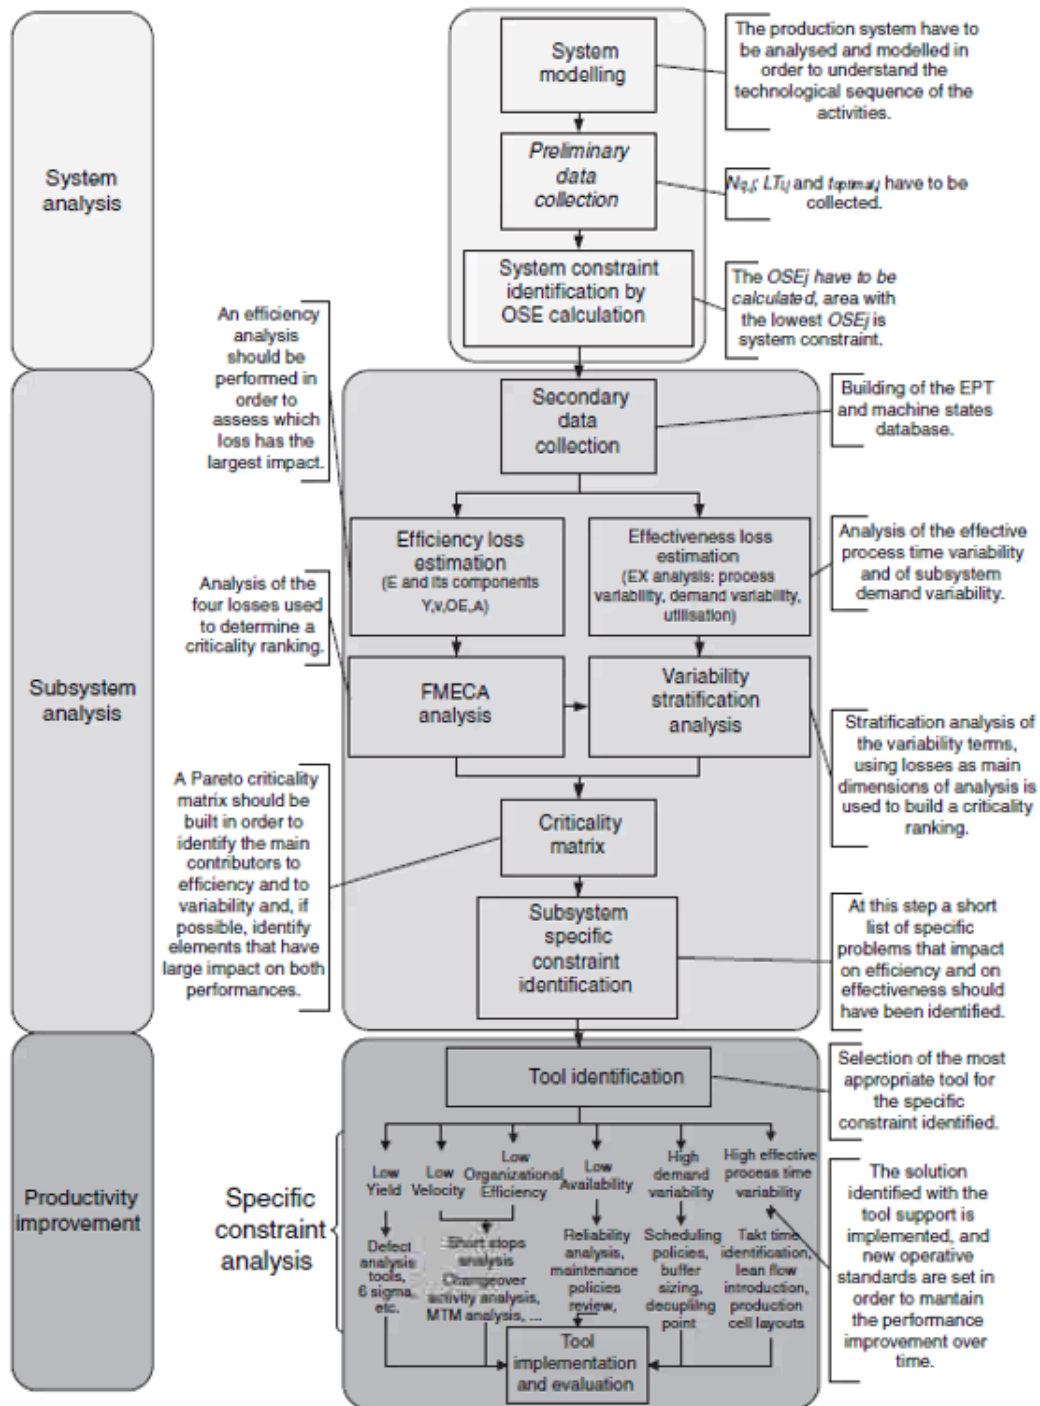 System
analysis
System
modelling
The production system have to
be analysed and modelled in
order to understand the
technological sequence of the
activities.
Preliminary
data
collection
have to be
collected.
System constraint
identification by
OSE calculation
The OSEj have to be
calculated, area with
the lowest OSEj is
system constraint.
An efficiency
analysis
should be
performed in
order to
assess which
loss has the
largest impact.
Subsystem
analysis
Secondary
data
collection
Building of the EPT
and machine states
database.
Efficiency loss
estimation
(E and its components
Y,v,OE,A)
Effectiveness loss
estimation
(EX analysis: process
variability, demand variability,
utilisation)
Analysis of the effective
process time variability
and of subsystem
demand variability.
Analysis of the
four losses used
to determine a
criticality ranking.
FMECA
analysis
Variability
stratification
analysis
Stratification analysis of
the variability terms,
using losses as main
dimensions of analysis is
used to build a criticality
ranking.
A Pareto criticality
matrix should be
built in order to
identify the main
contributors to
efficiency and to
variability and, if
possible, identify
elements that have
large impact on both
performances.
Criticality
matrix
Subsystem
specific
constraint
identification
At this step a short
list of specific
problems that impact
on efficiency and on
effectiveness should
have been identified.
Productivity
improvement
Tool identification
Selection of the most
appropriate tool for
the specific
constraint identified.
Specific
constraint
analysis
Low
Yield
Low
Velocity
Low
Organizational
Efficiency
Low
Availability
High
demand
variability
High effective
process time
variability
Defect
analysis
tools,
6 sigma,
etc.
Short stops
analysis
Changeover
activity analysis,
MTM analysis, ...
Reliability
analysis,
maintenance
policies
review,
Scheduling
policies,
buffer
sizing,
decupling
point
Takt time
identification,
lean flow
introduction,
production
cell layouts
The solution
identified with the
tool support is
implemented, and
new operative
standards are set in
order to mantain
the performance
improvement over
time.
Tool
implementation
and evaluation